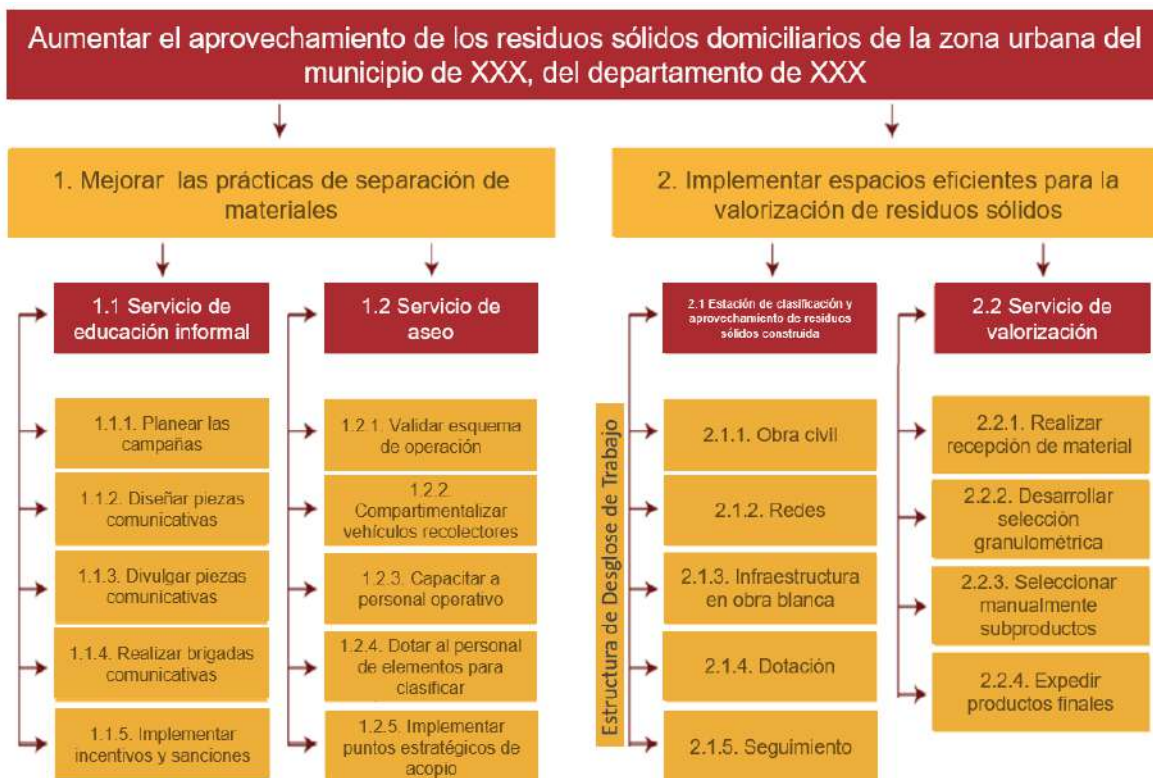 Aumentar el aprovechamiento de los residuos sólidos domiciliarios de la zona urbana del
municipio de XXX, del departamento de XXX
1. Mejorar las prácticas de separación de
materiales
2. Implementar espacios eficientes para la
valorización de residuos sólidos
1.1 Servicio de
educación informal
1.2 Servicio de
aseo
2.1 Estación de clasificación y
aprovechamiento de residuos
sólidos construida
2.2 Servicio de
valorización
1.1.1. Planear las
campañas
1.1.2. Diseñar piezas
comunicativas
1.1.3. Divulgar piezas
comunicativas
1.1.4. Realizar brigadas
comunicativas
1.1.5. Implementar
incentivos y sanciones
1.2.1. Validar esquema
de operación
1.2.2.
Compartimentalizar
vehículos recolectores
1.2.3. Capacitar a
personal operativo
1.2.4. Dotar al personal
de elementos para
clasificar
1.2.5. Implementar
puntos estratégicos de
acopio
Estructura de Desglose de Trabajo
2.1.1. Obra civil
2.1.2. Redes
2.1.3. Infraestructura
en obra blanca
2.1.4. Dotación
2.1.5. Seguimiento
2.2.1. Realizar
recepción de material
2.2.2. Desarrollar
selección
granulométrica
2.2.3. Seleccionar
manualmente
subproductos
2.2.4. Expedir
productos finales